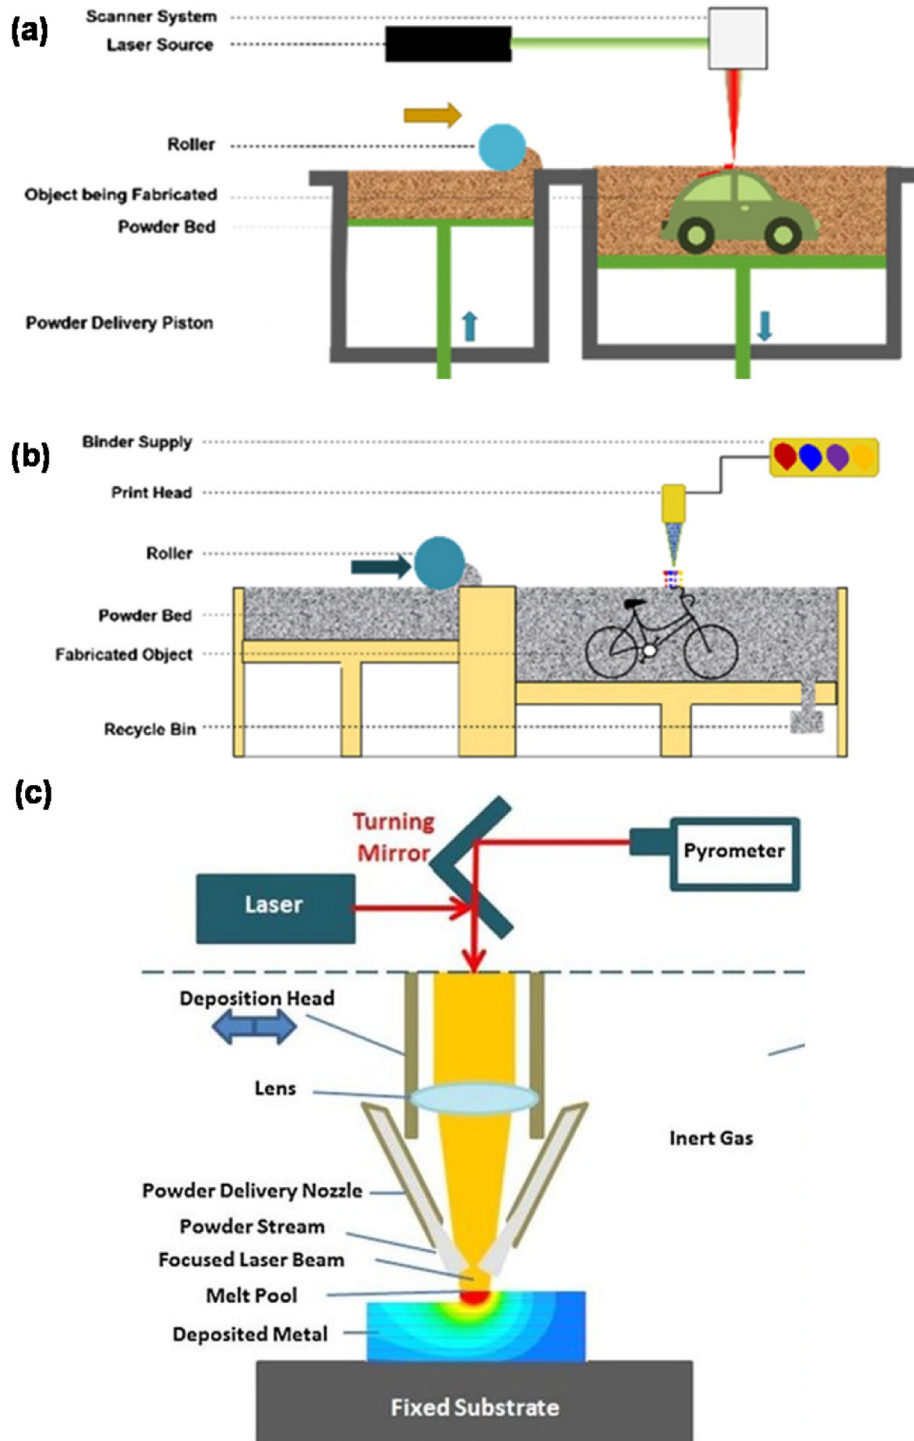 (a)
Scanner System
Laser Source
Roller
Object being Fabricated
Powder Bed
Powder Delivery Piston
(b)
Binder Supply
Print Head
Roller
Powder Bed
Fabricated Object
Recycle Bin
(c)
Turning
Mirror
Pyrometer
Laser
Deposition Head
Lens
Inert Gas
Powder Delivery Nozzle
Powder Stream
Focused Laser Beam
Melt Pool
Deposited Metal
Fixed Substrate